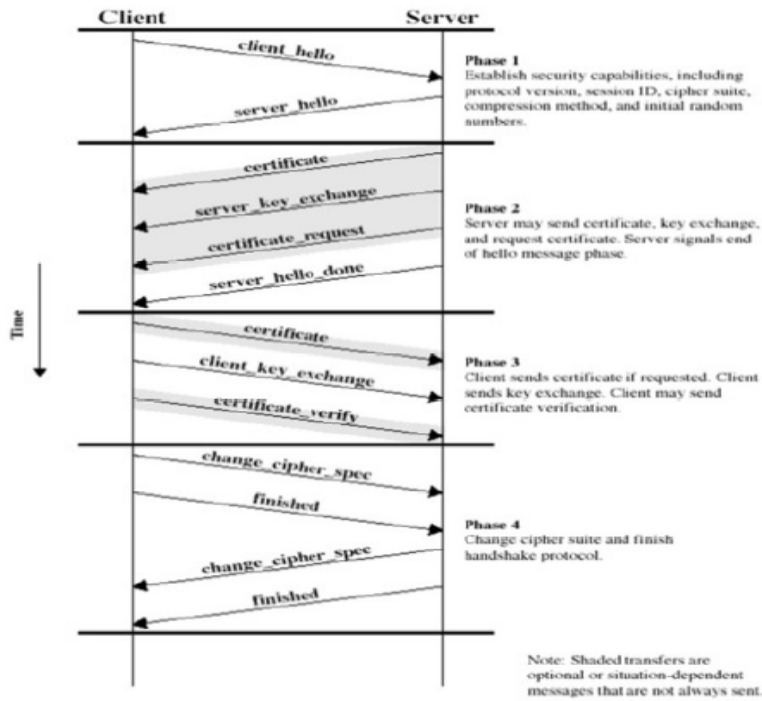 Client
Server
client_hello
server_hello
Phase 1
Establish security capabilities, including
protocol version, session ID, cipher suite,
compression method, and initial random
numbers.
certificate
server_key_exchange
certificate_request
server_hello_done
Phase 2
Server may send certificate, key exchange,
and request certificate. Server signals end
of hello message phase.
Time
certificate
client_key_exchange
certificate_verify
Phase 3
Client sends certificate if requested. Client
sends key exchange. Client may send
certificate verification.
change_cipher_spec
finished
change_cipher_spec
finished
Phase 4
Change cipher suite and finish
handshake protocol.
Note: Shaded transfers are
optional or situation-dependent
messages that are not always sent.